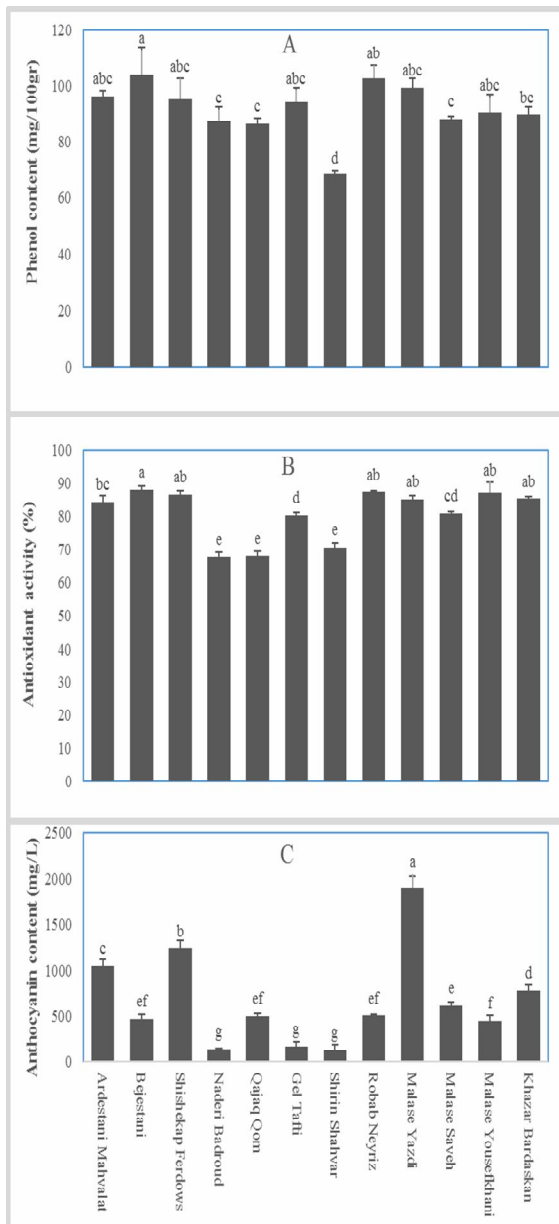 A
Phenol content (mg/100gr)
120
100
80
60
40
20
0
abc
a
abc
c
c
abc
d
ab
abc
c
abc
bc
B
Antioxidant activity (%)
100
90
80
70
60
50
40
30
20
10
0
bc
a
ab
e
e
d
e
ab
ab
cd
ab
ab
C
Anthocyanin content (mg/L)
2500
2000
1500
1000
500
0
c
ef
b
g
ef
g
g
ef
a
e
f
d
Ardestani Mahvalat
Bejestani
Shishekap Ferdows
Naderi Badroud
Qajaq Qom
Gel Tafti
Shirin Shahvar
Robab Neyriz
Malase Yazdi
Malase Saveh
Malase Yousefkhani
Khazar Bardaskan